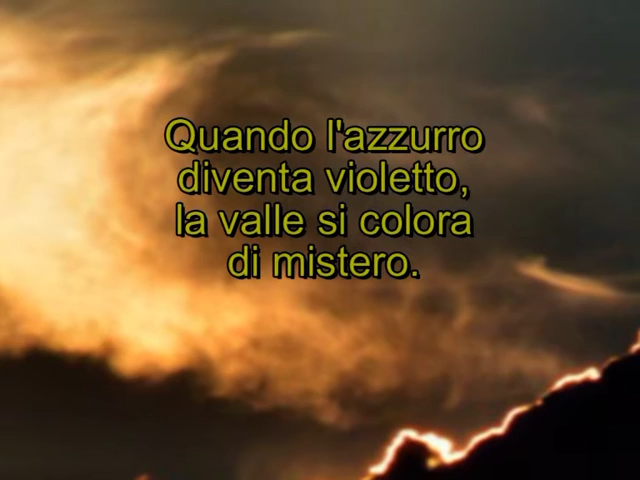 Quando l'azzurro
diventa violetto,
la valle si colora
di mistero.